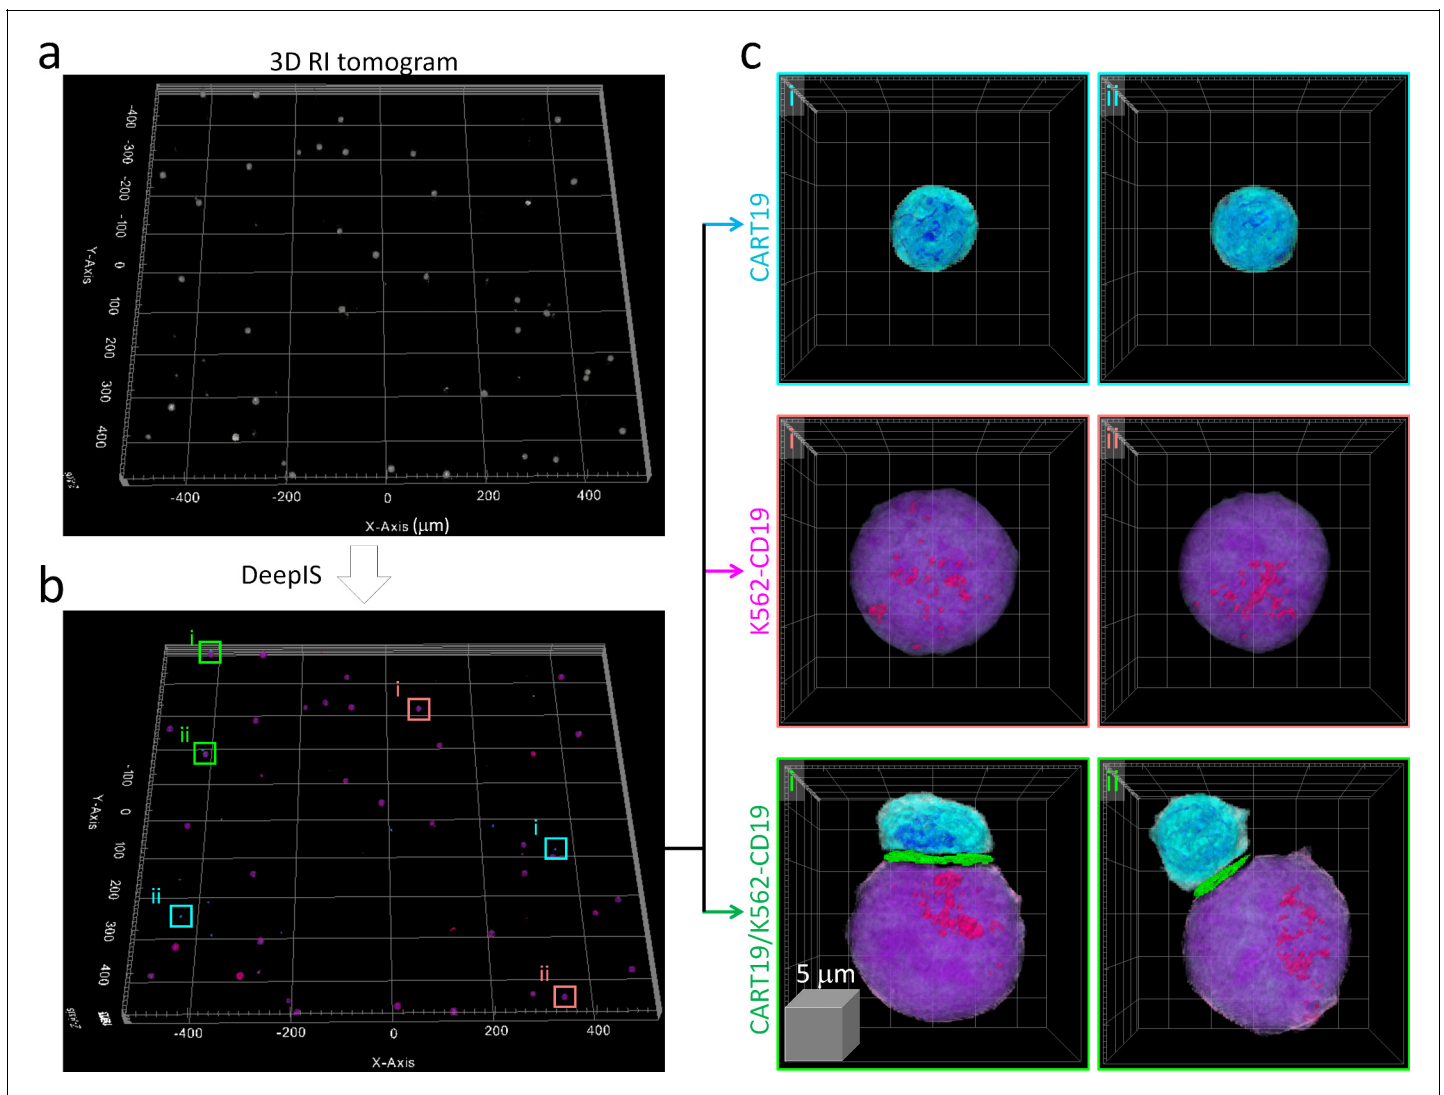 a
3D RI tomogram
-400
-300
-200
-100
0
100
200
300
400
Y-Axis
-400
-200
0
200
400
X-Axis (μm)
DeepIS
b
i
i
ii
i
ii
ii
-100
0
100
200
300
400
Y-Axis
-400
-200
0
200
400
X-Axis
c
CART19
i
ii
K562-CD19
i
ii
CART19/K562-CD19
i
ii
5 μm